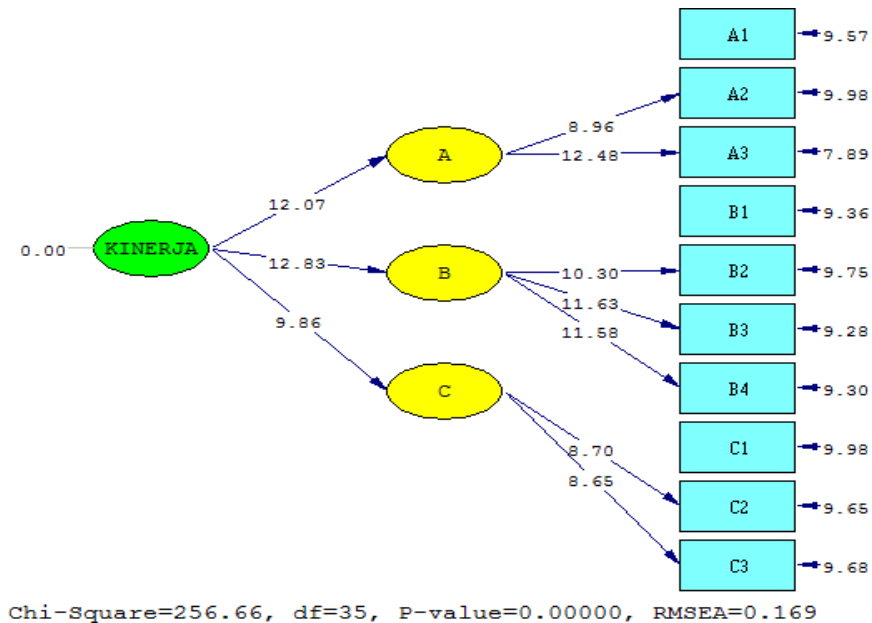 A1
9.57
A2
9.98
8.96
A
12.48
A3
7.89
12.07
B1
9.36
0.00
KINERJA
12.83
B
10.30
B2
9.75
11.63
11.58
B3
9.28
9.86
C
B4
9.30
8.70
C1
9.98
8.65
C2
9.65
C3
9.68
Chi-Square=256.66, df=35, P-value=0.00000, RMSEA=0.169